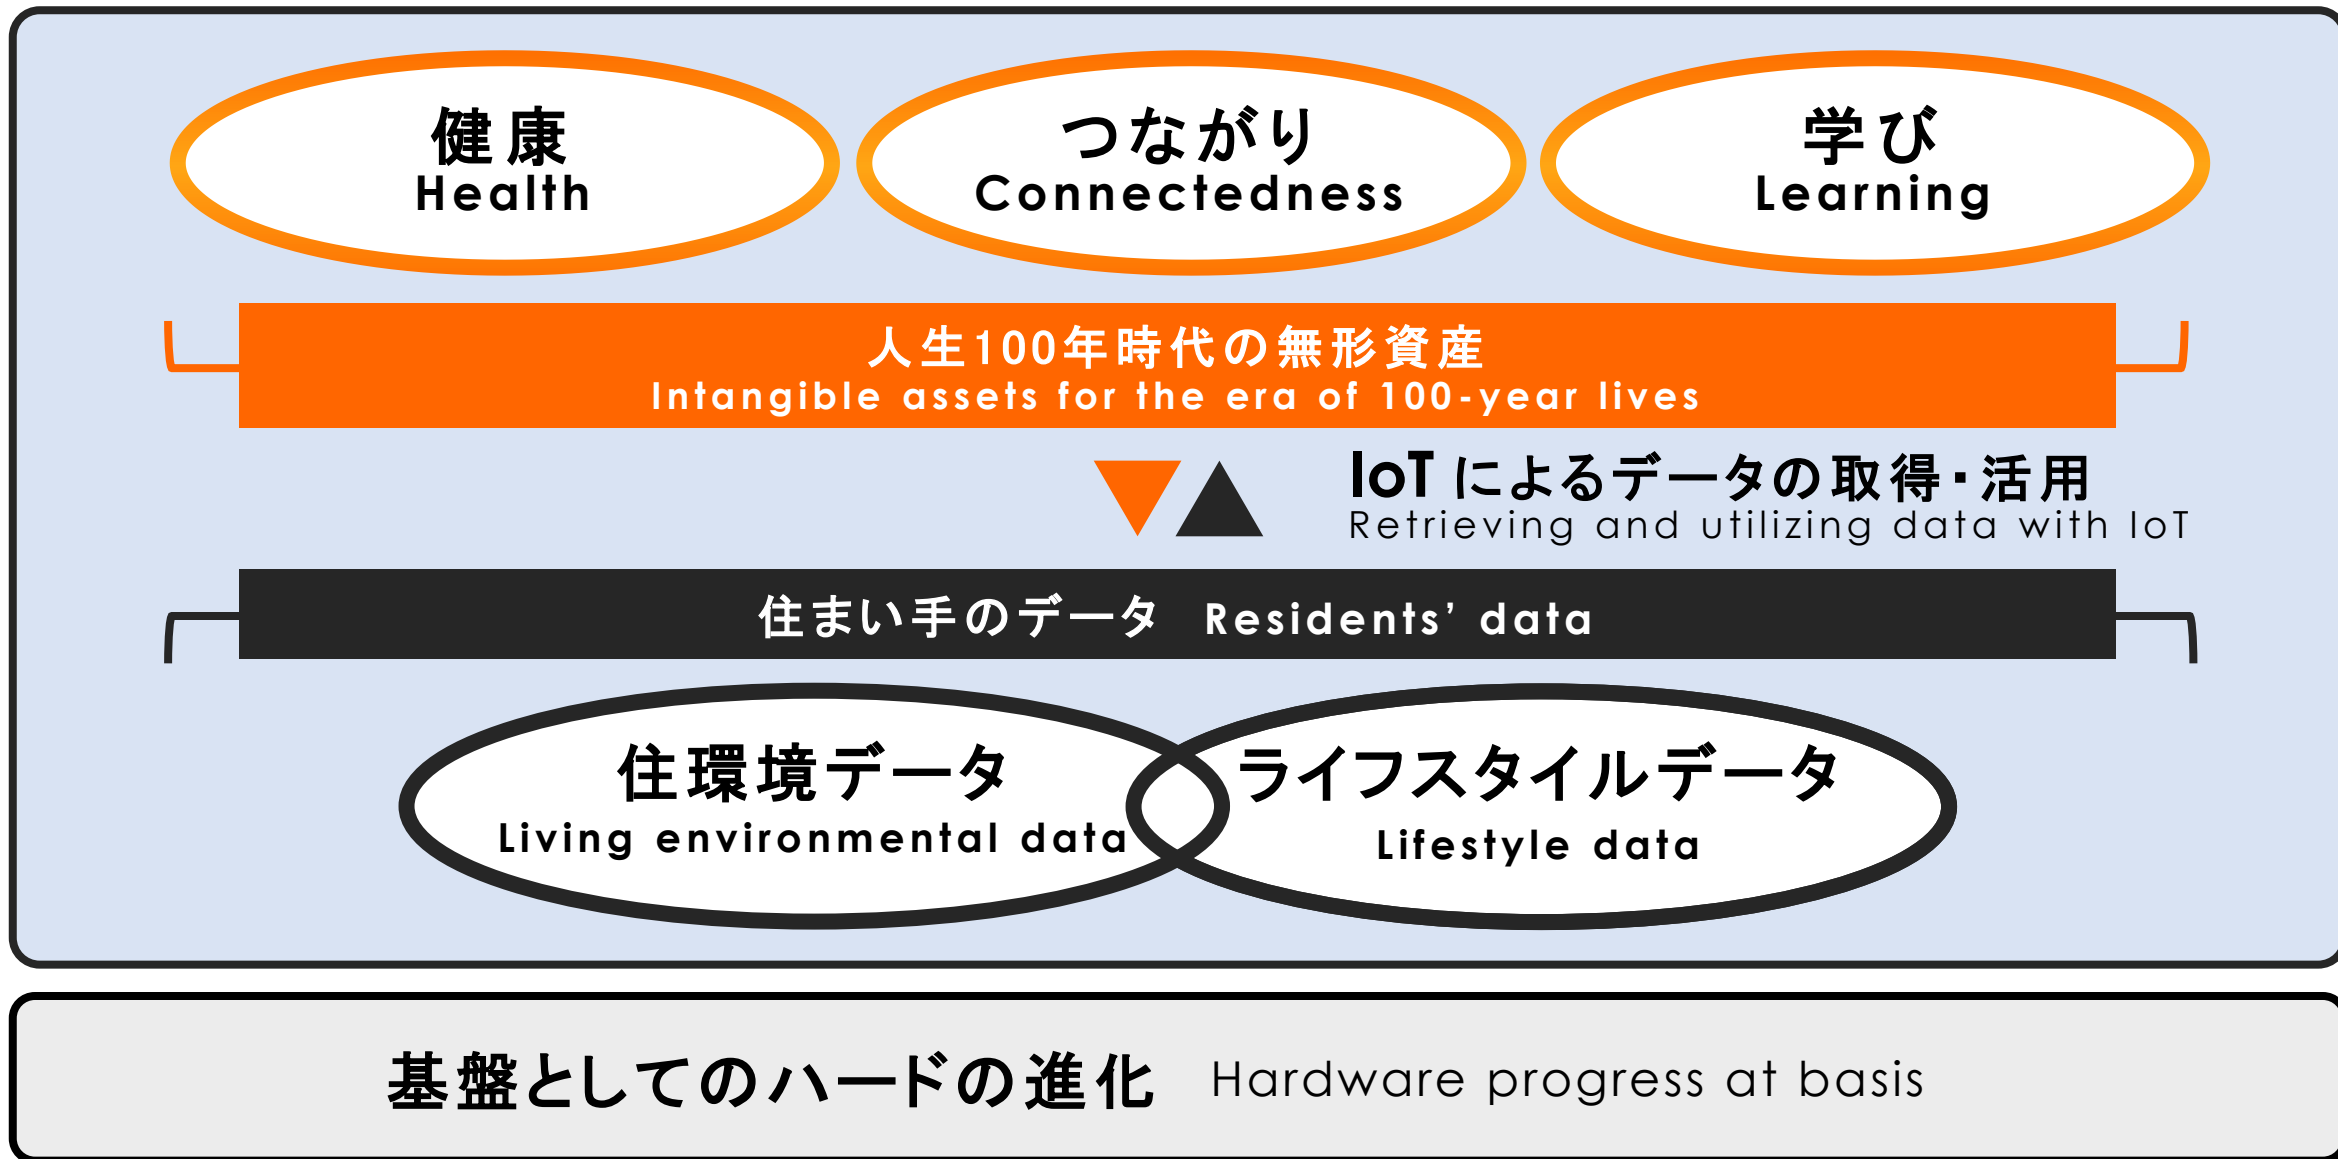 健康
Health
つながり
Connectedness
学び
Learning
人生100年時代の無形資産
Intangible assets for the era of 100-year lives
IoTによるデータの取得・活用
Retrieving and utilizing data with IoT
住まい手のデータ Residents’ data
住環境データ
Living environmental data
ライフスタイルデータ
Lifestyle data
基盤としてのハードの進化 Hardware progress at basis